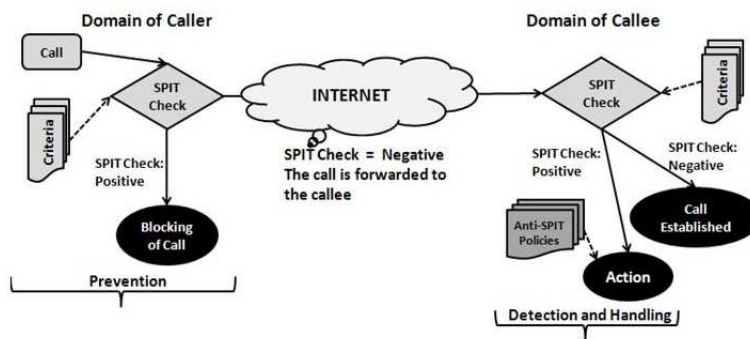 Domain of Caller
Call
SPIT
Check
Criteria
SPIT Check:
Positive
Blocking
of Call
Prevention
INTERNET
SPIT Check = Negative
The call is forwarded to
the callee
Domain of Callee
SPIT
Check
Criteria
SPIT Check:
Positive
SPIT Check:
Negative
Call
Established
Anti-SPIT
Policies
Action
Detection and Handling